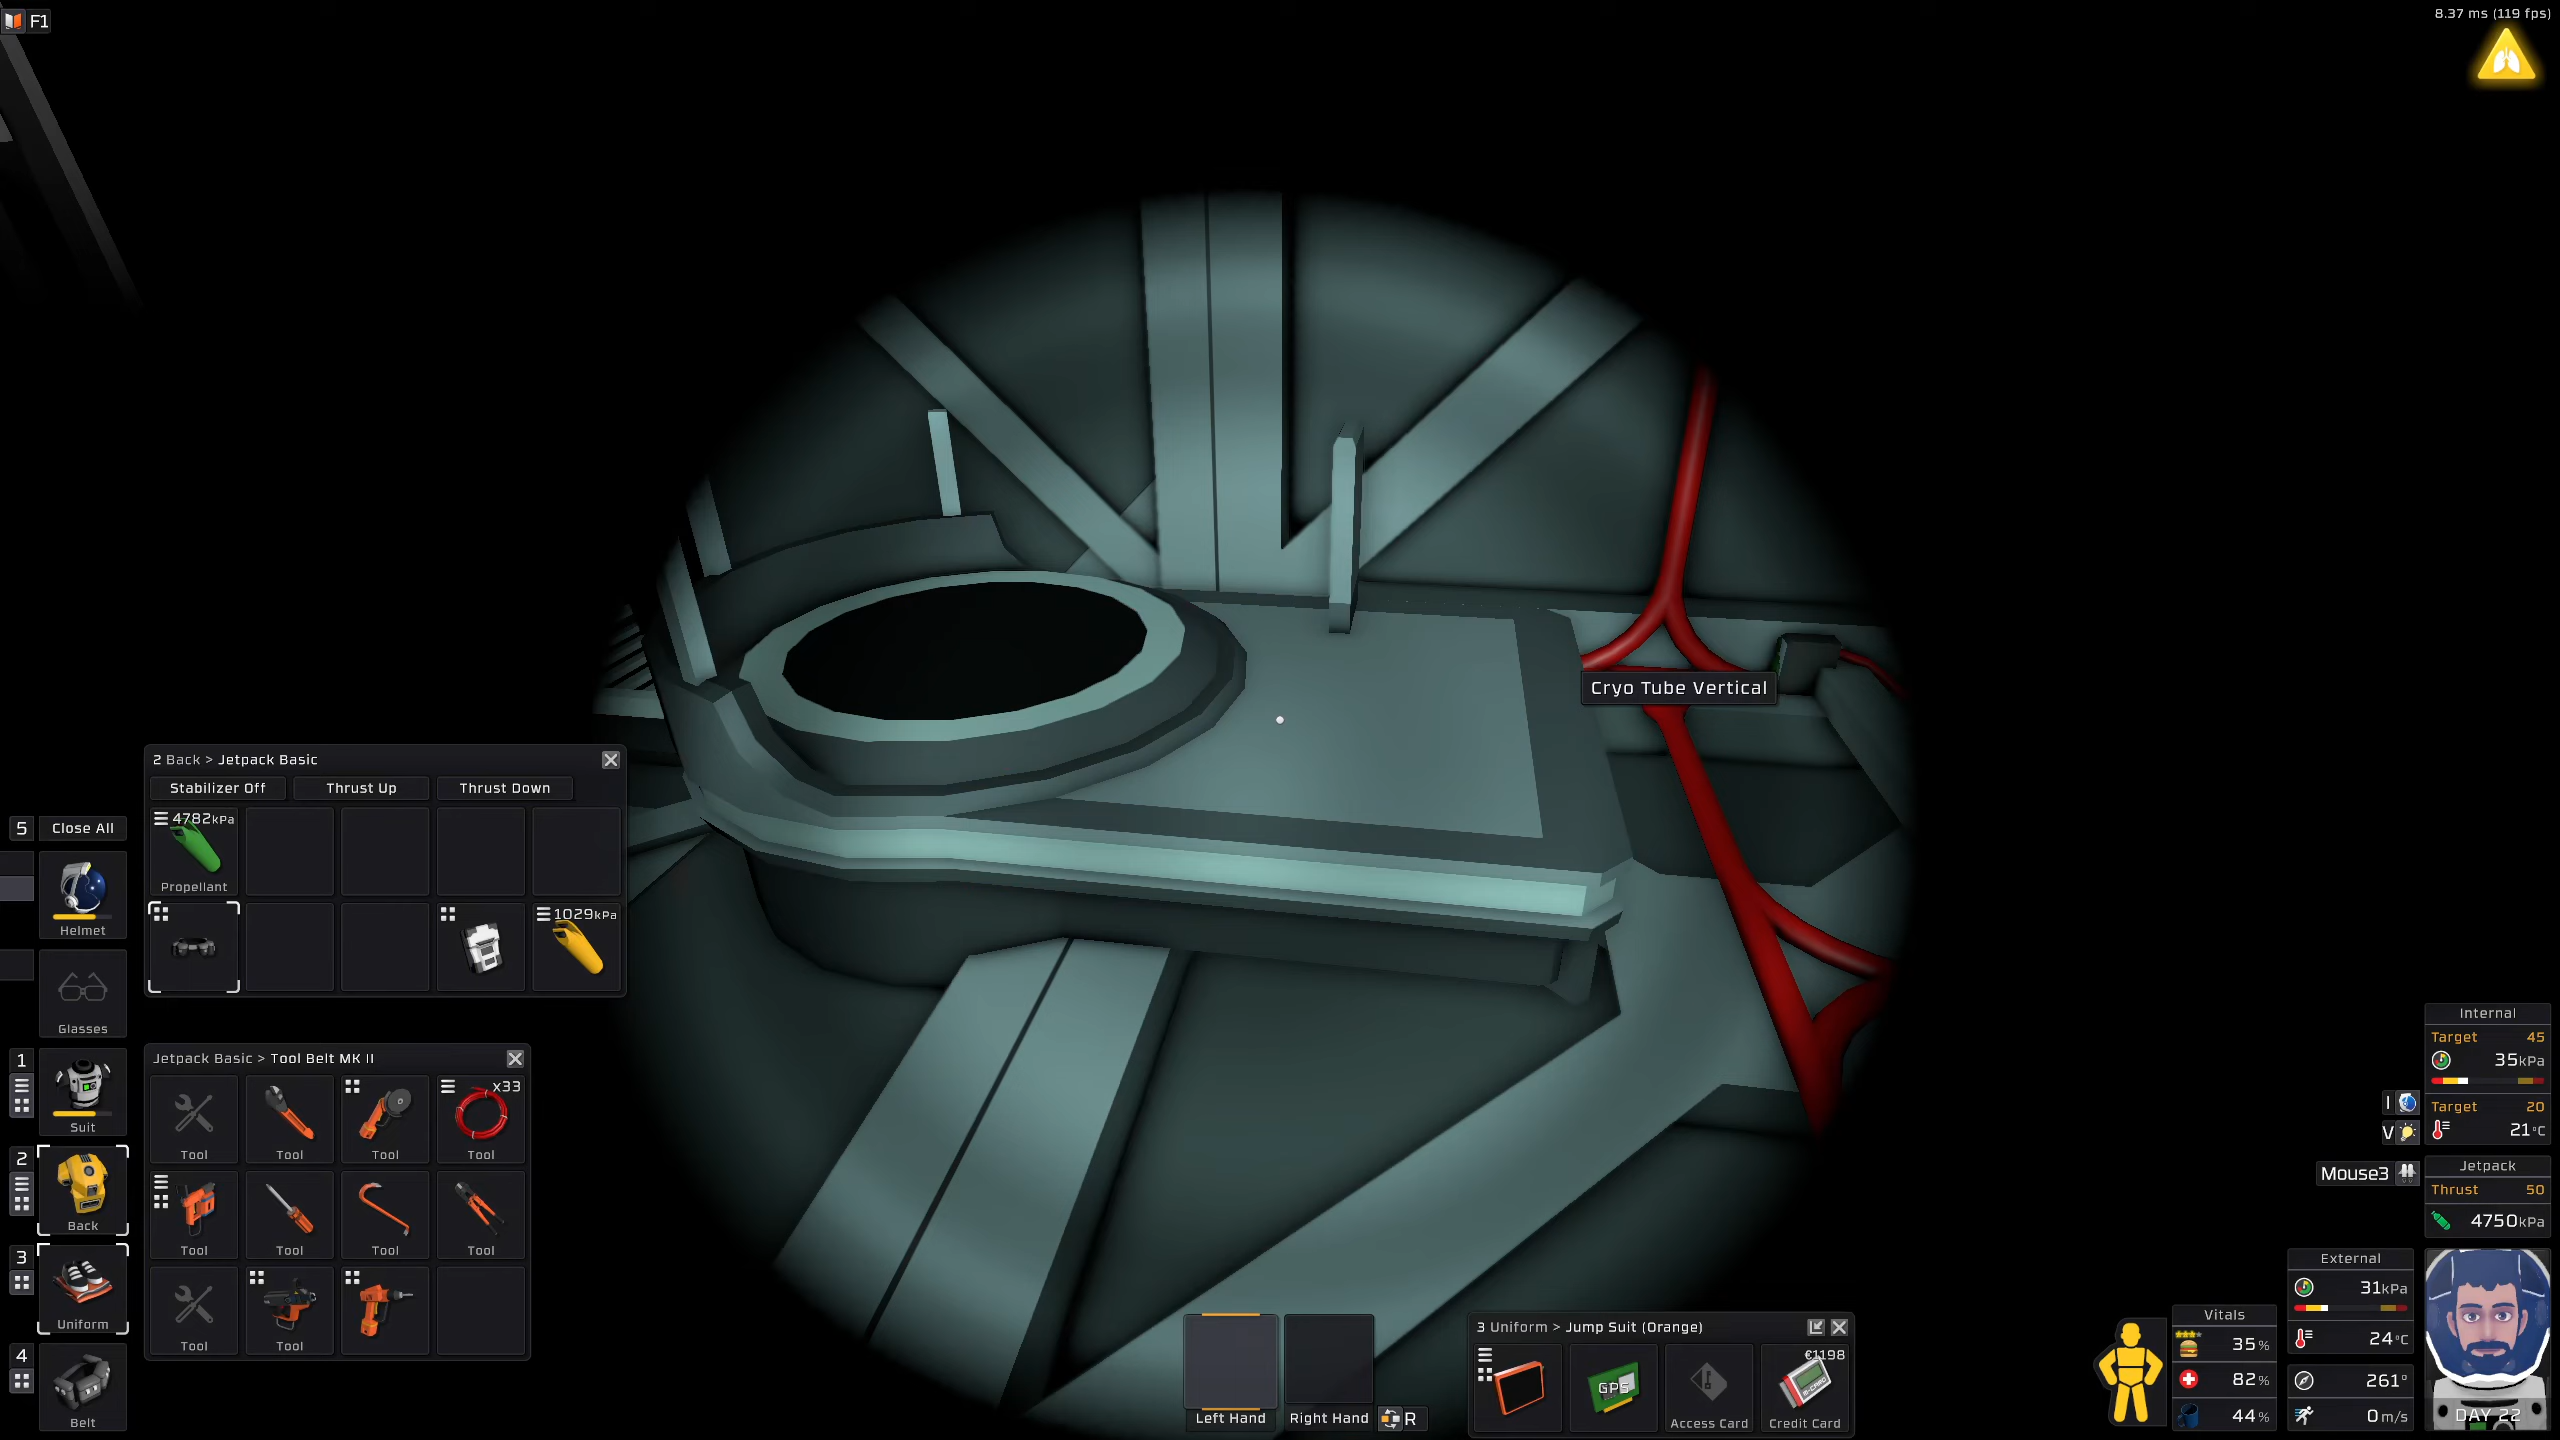 F1
8.37 ms (119 fps)
Cryo Tube Vertical
2 Back > Jetpack Basic
Stabilizer Off
Thrust Up
Thrust Down
4782kPa
Propellant
1029kPa
5
Close All
Helmet
Glasses
1
Suit
2
Back
3
Uniform
4
Belt
Jetpack Basic > Tool Belt MK II
x33
Tool
Tool
Tool
Tool
Tool
Tool
Tool
Tool
Tool
Tool
Tool
Left Hand
Right Hand
R
3 Uniform > Jump Suit (Orange)
GPS
€1198
Access Card
Credit Card
Internal
Target 45
35kPa
Target 20
21°C
I
V
Mouse3
Jetpack
Thrust 50
4750kPa
External
31kPa
24°C
261°
0m/s
Vitals
35%
82%
44%
DAY 22